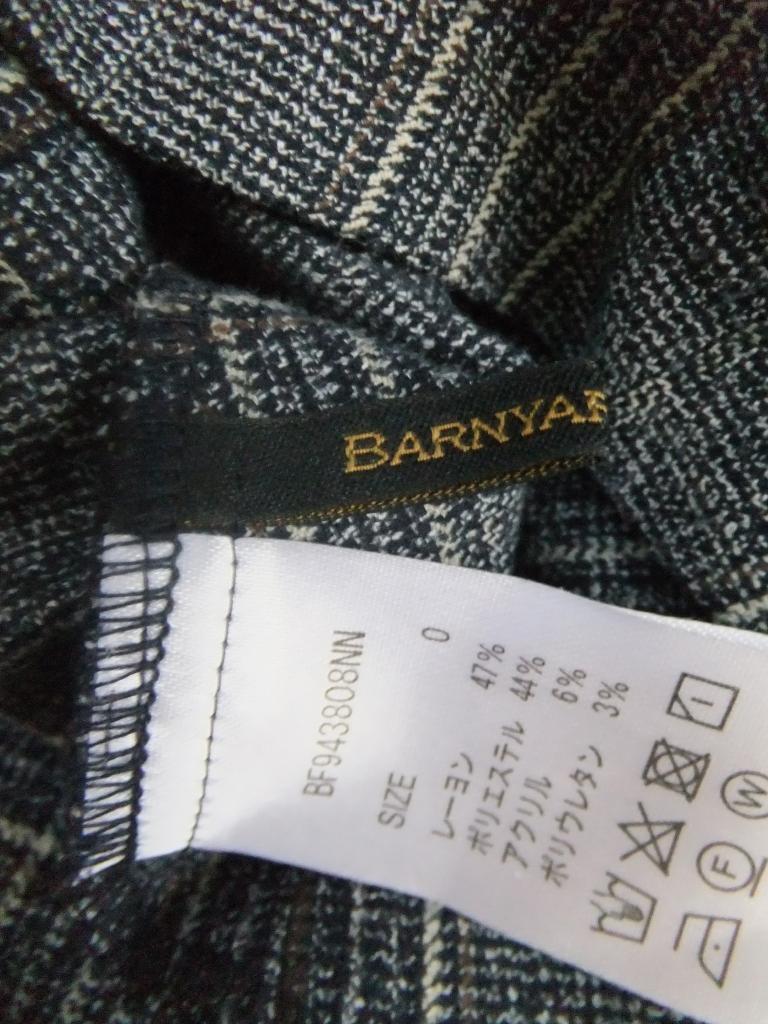 BARNYAR
BF943808NN
SIZE 0
レーヨン 47%
ポリエステル 44%
アクリル 6%
ポリウレタン 3%
F
W